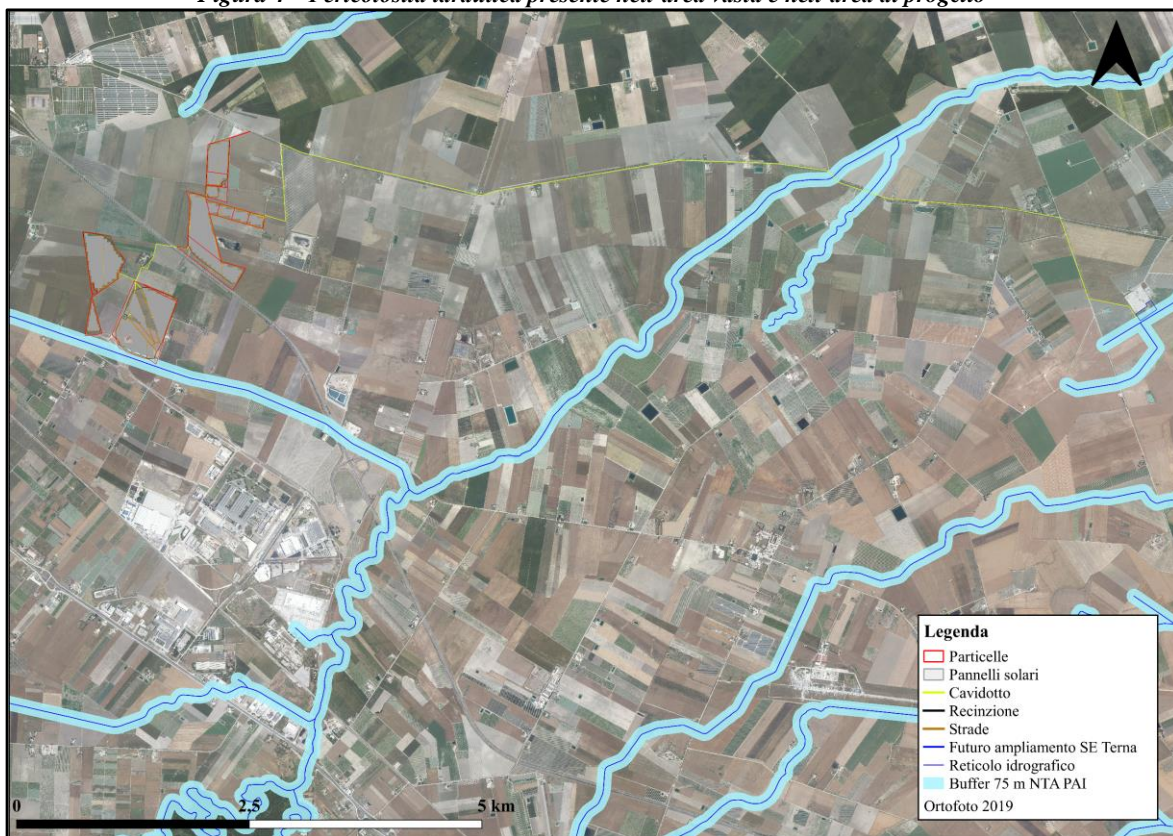 Figura – Pericolosità idraulica presente nell'area vasta e nell'area di progetto
Legenda
Particelle
Pannelli solari
Cavidotto
Recinzione
Strade
Futuro ampliamento SE Terna
Reticolo idrografico
Buffer 75 m NTA PAI
Ortofoto 2019
0 2,5 5 km